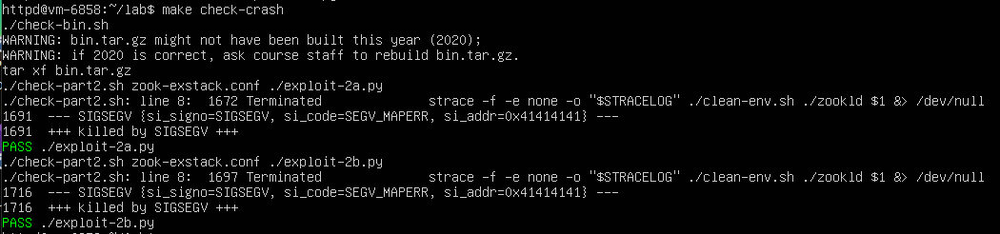 httpd@vm-6858:~/lab$ make check-crash
./check-bin.sh
WARNING: bin.tar.gz might not have been built this year (2020);
WARNING: if 2020 is correct, ask course staff to rebuild bin.tar.gz.
tar xf bin.tar.gz
./check-part2.sh zook-exstack.conf ./exploit-2a.py
./check-part2.sh: line 8:  1672 Terminated              strace -f -e none -o "$STRACELOG" ./clean-env.sh ./zookld $1 &> /dev/null
1691  --- SIGSEGV {si_signo=SIGSEGV, si_code=SEGV_MAPERR, si_addr=0x41414141} ---
1691  +++ killed by SIGSEGV +++
PASS ./exploit-2a.py
./check-part2.sh zook-exstack.conf ./exploit-2b.py
./check-part2.sh: line 8:  1697 Terminated              strace -f -e none -o "$STRACELOG" ./clean-env.sh ./zookld $1 &> /dev/null
1716  --- SIGSEGV {si_signo=SIGSEGV, si_code=SEGV_MAPERR, si_addr=0x41414141} ---
1716  +++ killed by SIGSEGV +++
PASS ./exploit-2b.py